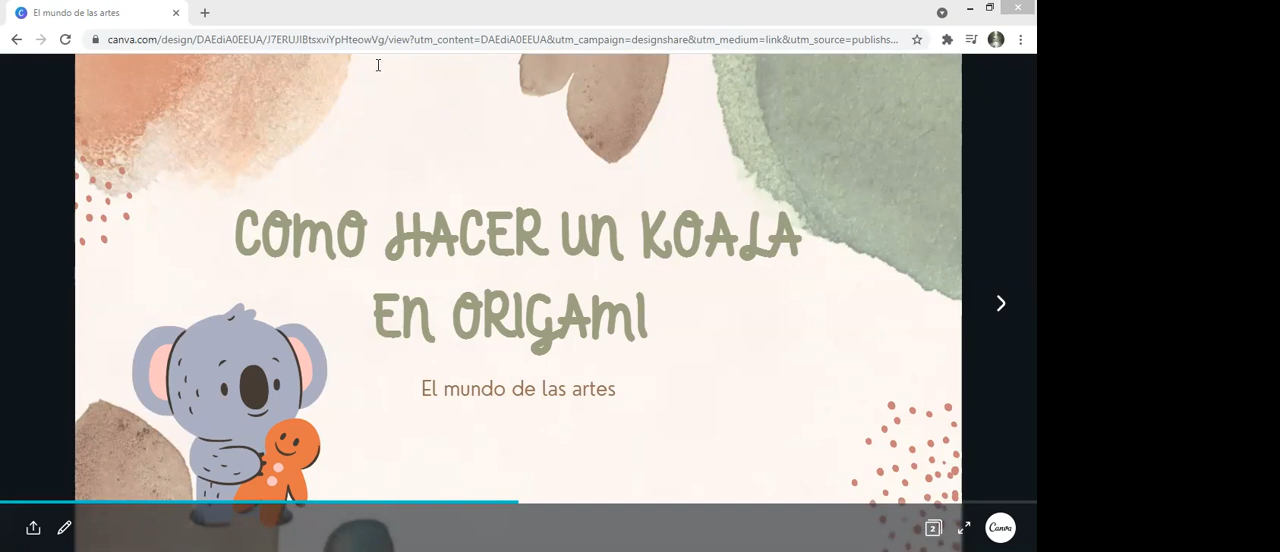 El mundo de las artes
canva.com/design/DAEdiA0EEUA/J7ERUJIBtsxviYpHteowVg/view?utm_content=DAEdiA0EEUA&utm_campaign=designshare&utm_medium=link&utm_source=publishs...
COMO HACER UN KOALA
EN ORIGAMI
El mundo de las artes
2
Canva